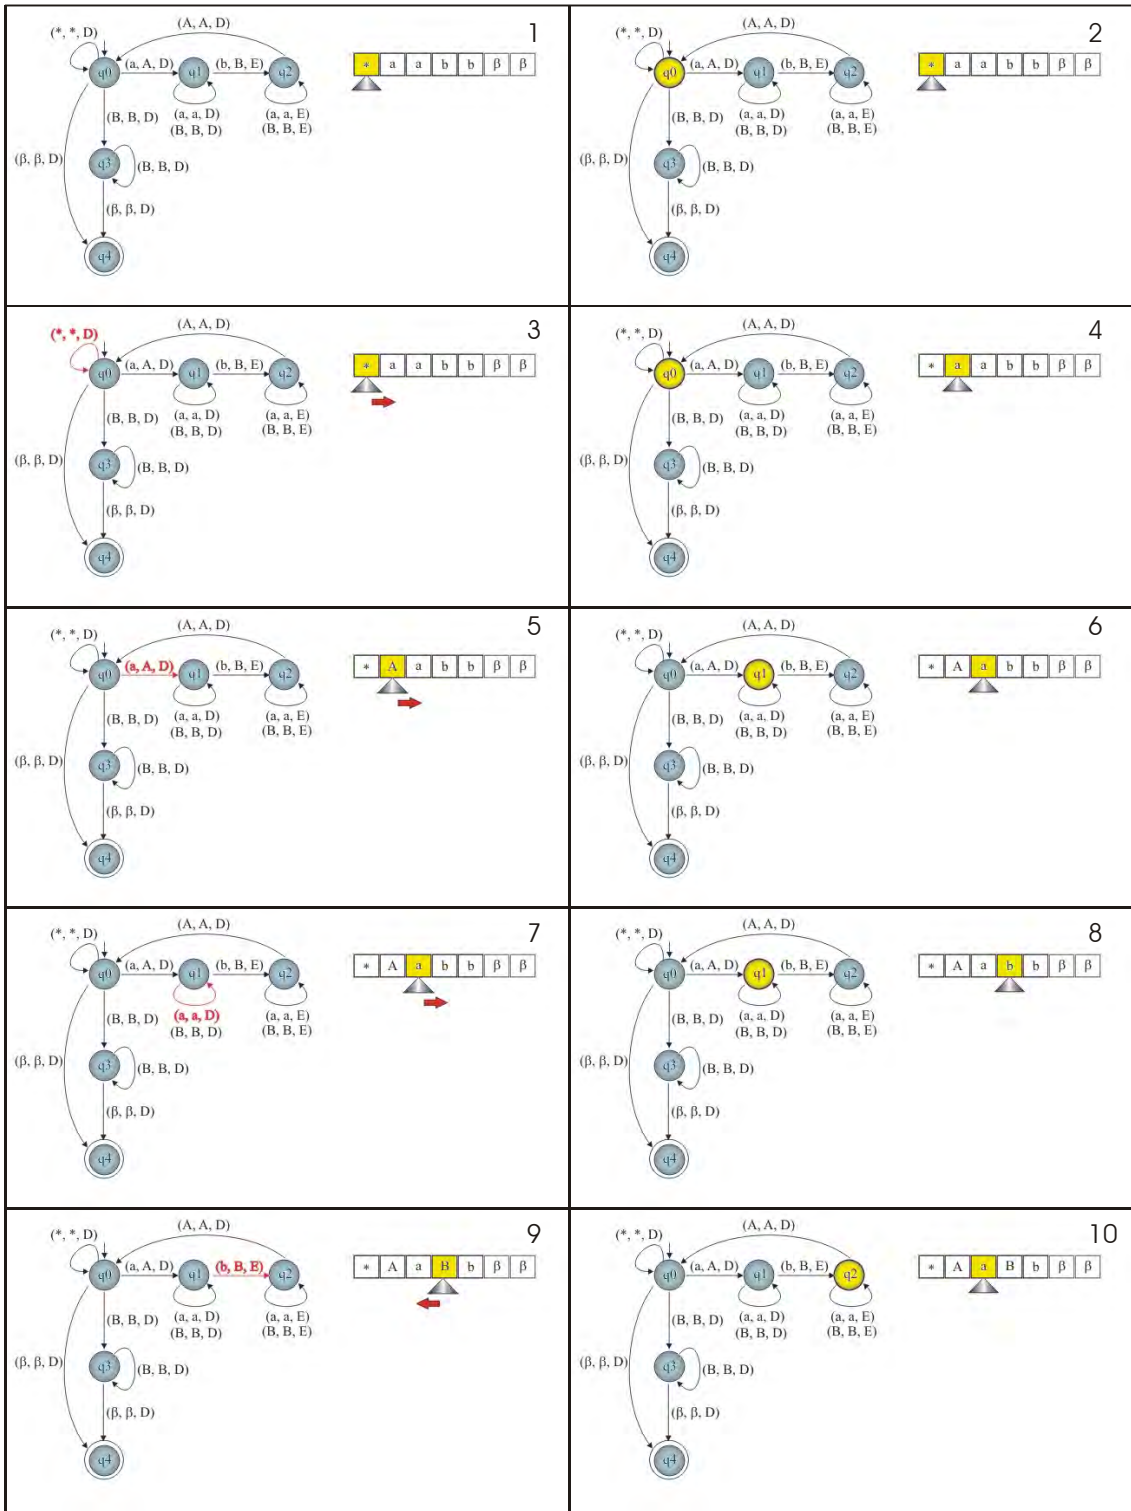 1
(A, A, D)
(*, *, D)
q0 (a, A, D) q1 (b, B, E) q2
* a a b b β β
(B, B, D) (a, a, D) (a, a, E)
(B, B, D) (B, B, E)
(β, β, D) q3 (B, B, D)
(β, β, D)
q4
2
(A, A, D)
(*, *, D)
q0 (a, A, D) q1 (b, B, E) q2
* a a b b β β
(B, B, D) (a, a, D) (a, a, E)
(B, B, D) (B, B, E)
(β, β, D) q3 (B, B, D)
(β, β, D)
q4
3
(A, A, D)
(*, *, D)
q0 (a, A, D) q1 (b, B, E) q2
* a a b b β β
(B, B, D) (a, a, D) (a, a, E)
(B, B, D) (B, B, E)
(β, β, D) q3 (B, B, D)
(β, β, D)
q4
4
(A, A, D)
(*, *, D)
q0 (a, A, D) q1 (b, B, E) q2
* a a b b β β
(B, B, D) (a, a, D) (a, a, E)
(B, B, D) (B, B, E)
(β, β, D) q3 (B, B, D)
(β, β, D)
q4
5
(A, A, D)
(*, *, D)
q0 (a, A, D) q1 (b, B, E) q2
* A a b b β β
(B, B, D) (a, a, D) (a, a, E)
(B, B, D) (B, B, E)
(β, β, D) q3 (B, B, D)
(β, β, D)
q4
6
(A, A, D)
(*, *, D)
q0 (a, A, D) q1 (b, B, E) q2
* A a b b β β
(B, B, D) (a, a, D) (a, a, E)
(B, B, D) (B, B, E)
(β, β, D) q3 (B, B, D)
(β, β, D)
q4
7
(A, A, D)
(*, *, D)
q0 (a, A, D) q1 (b, B, E) q2
* A a b b β β
(B, B, D) (a, a, D) (a, a, E)
(B, B, D) (B, B, E)
(β, β, D) q3 (B, B, D)
(β, β, D)
q4
8
(A, A, D)
(*, *, D)
q0 (a, A, D) q1 (b, B, E) q2
* A a b b β β
(B, B, D) (a, a, D) (a, a, E)
(B, B, D) (B, B, E)
(β, β, D) q3 (B, B, D)
(β, β, D)
q4
9
(A, A, D)
(*, *, D)
q0 (a, A, D) q1 (b, B, E) q2
* A a B b β β
(B, B, D) (a, a, D) (a, a, E)
(B, B, D) (B, B, E)
(β, β, D) q3 (B, B, D)
(β, β, D)
q4
10
(A, A, D)
(*, *, D)
q0 (a, A, D) q1 (b, B, E) q2
* A a B b β β
(B, B, D) (a, a, D) (a, a, E)
(B, B, D) (B, B, E)
(β, β, D) q3 (B, B, D)
(β, β, D)
q4